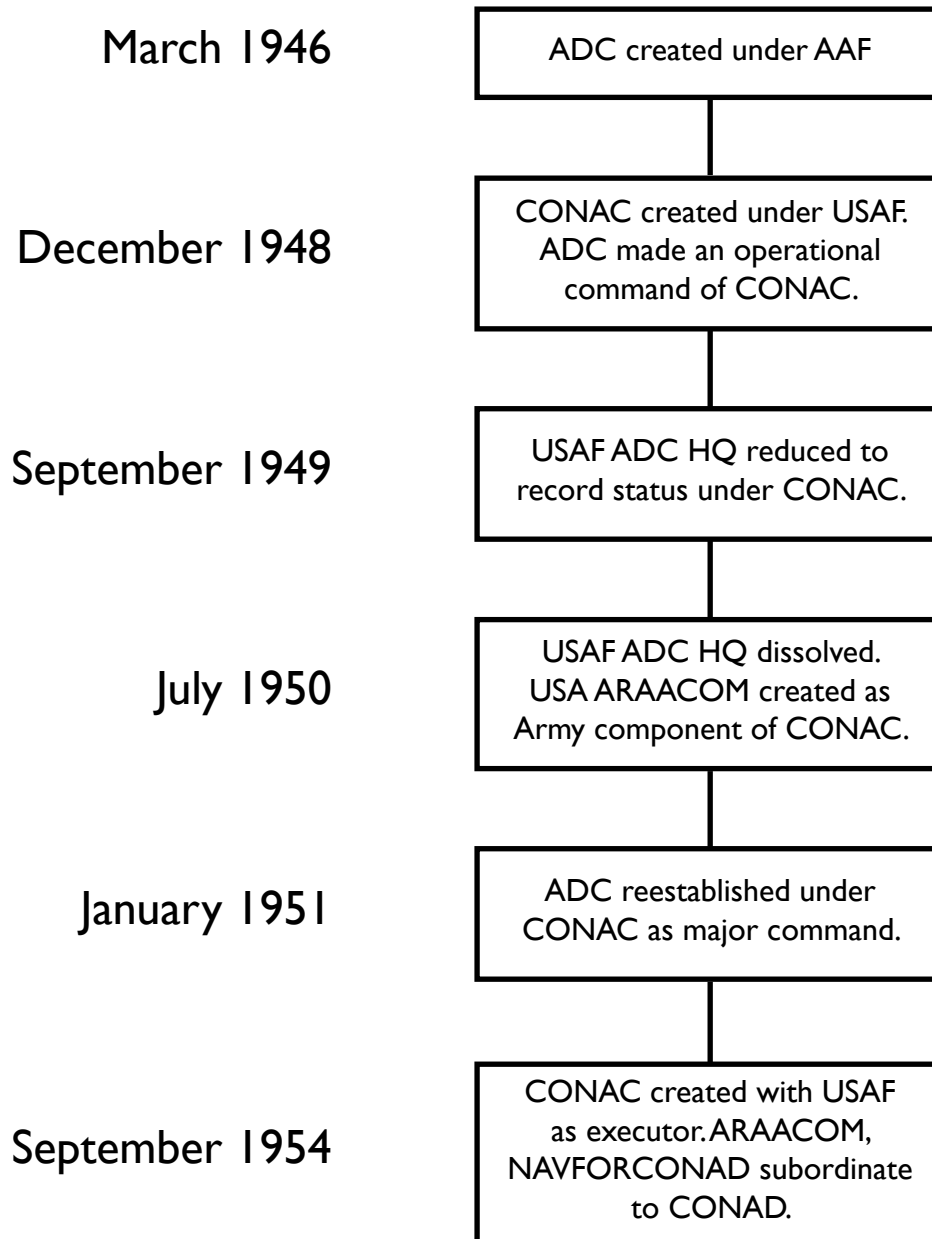 March 1946
ADC created under AAF
December 1948
CONAC created under USAF.
ADC made an operational
command of CONAC.
September 1949
USAF ADC HQ reduced to
record status under CONAC.
July 1950
USAF ADC HQ dissolved.
USA ARAACOM created as
Army component of CONAC.
January 1951
ADC reestablished under
CONAC as major command.
September 1954
CONAC created with USAF
as executor. ARAACOM,
NAVFORCONAD subordinate
to CONAD.